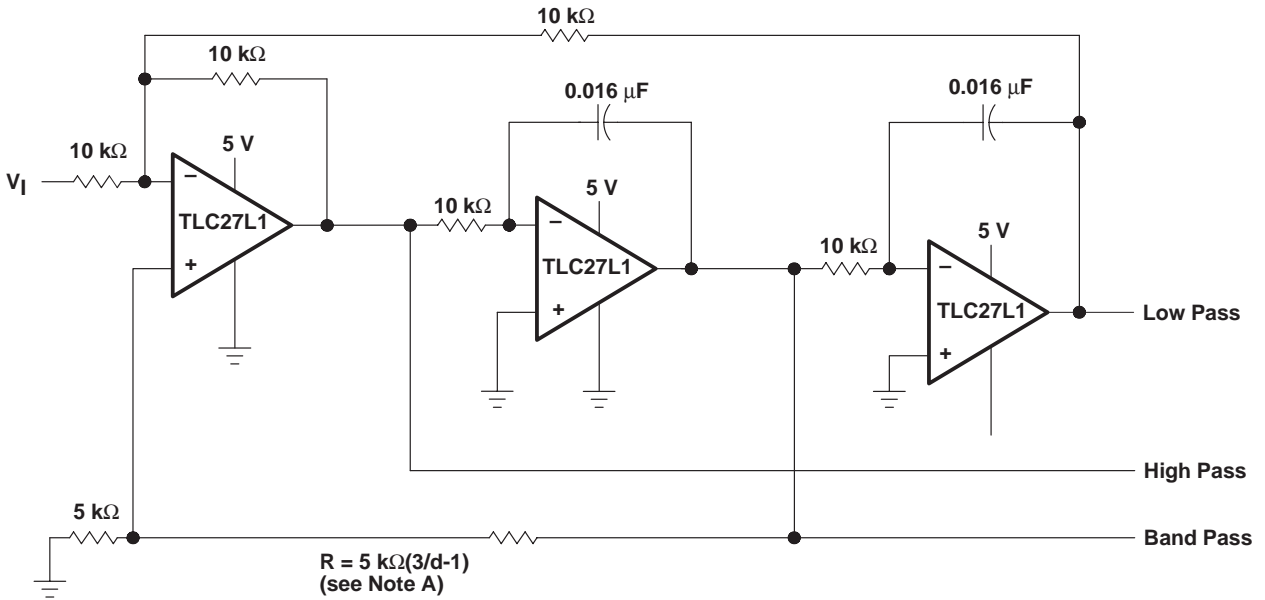 10 kΩ
10 kΩ
0.016 μF
0.016 μF
10 kΩ
5 V
VI
–
TLC27L1
+
5 V
10 kΩ
–
TLC27L1
+
5 V
10 kΩ
–
TLC27L1
+
Low Pass
High Pass
5 kΩ
Band Pass
R = 5 kΩ(3/d-1)
(see Note A)